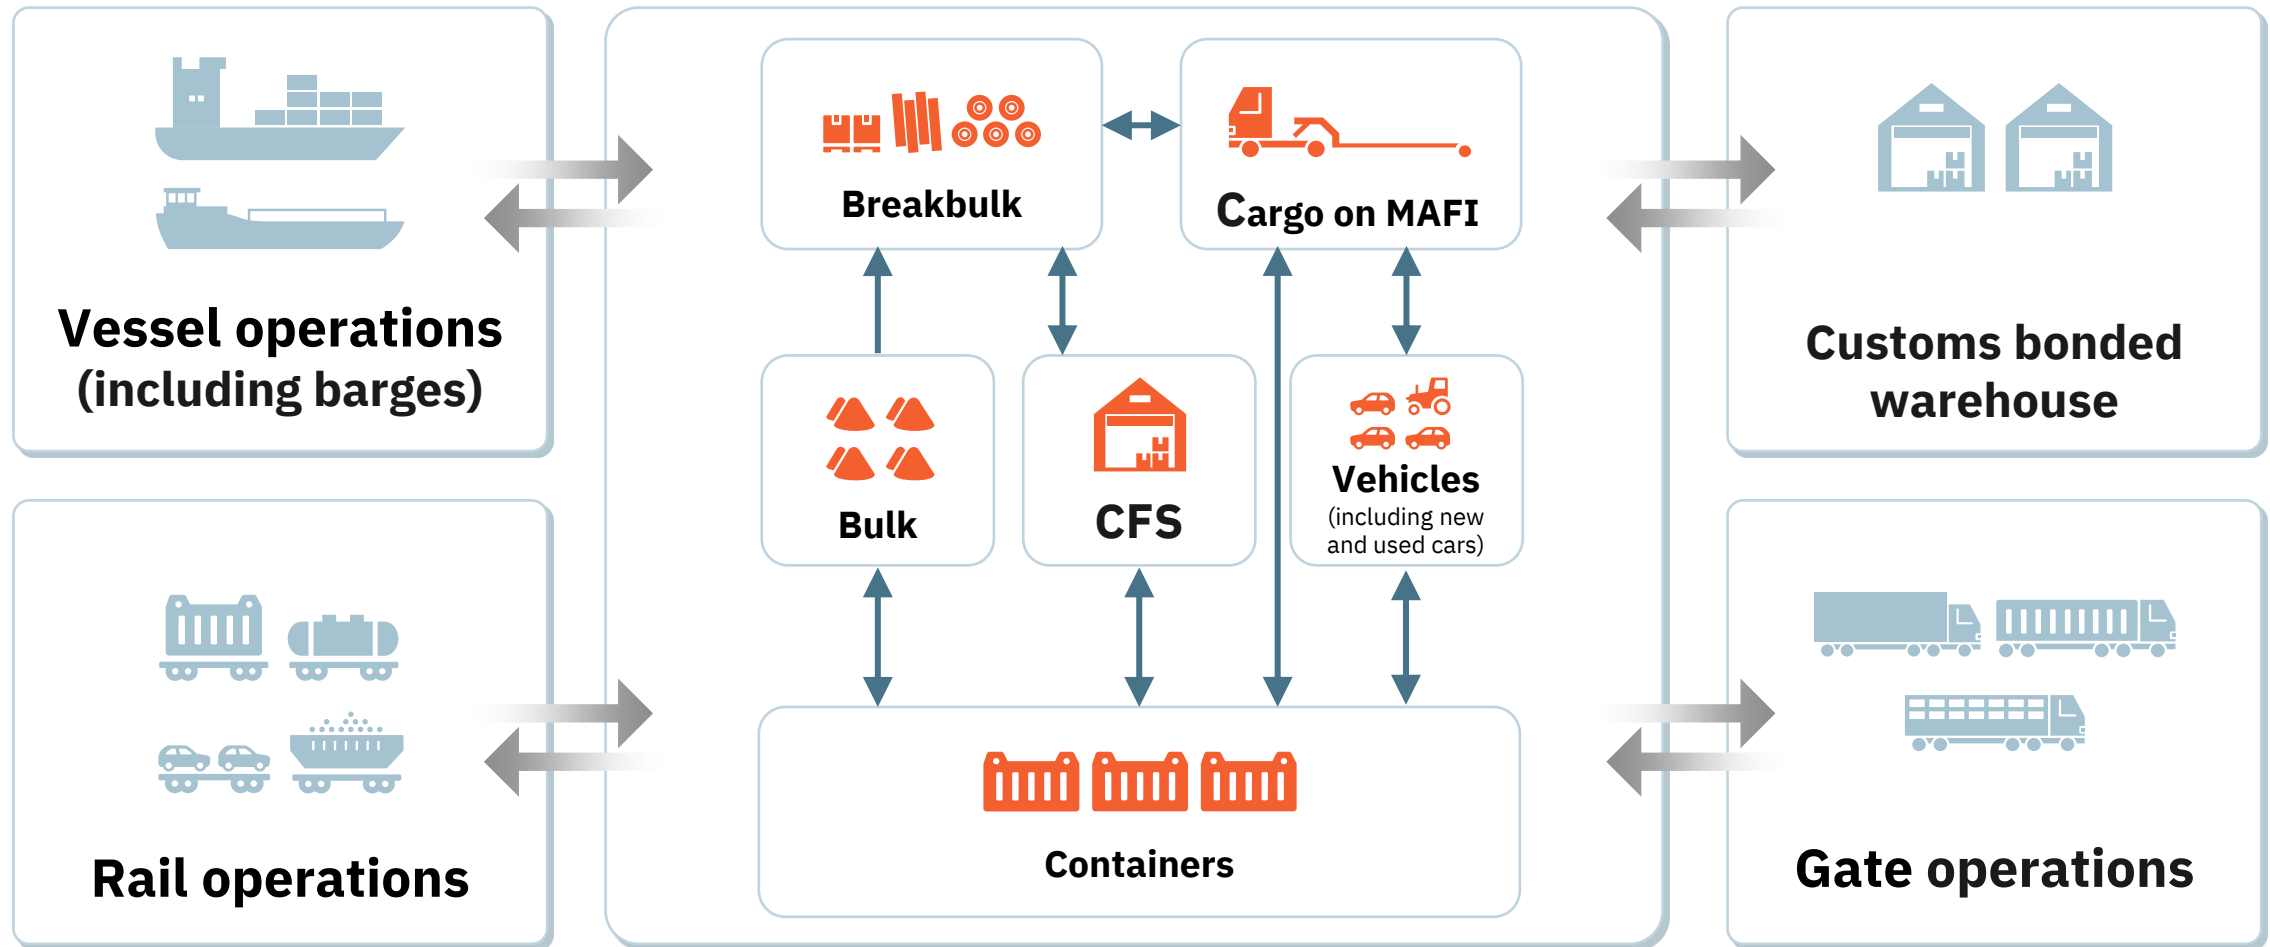 Vessel operations
(including barges)
Rail operations
Breakbulk
Cargo on MAFI
Bulk
CFS
Vehicles
(including new
and used cars)
Containers
Customs bonded
warehouse
Gate operations